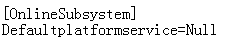 [OnlineSubsystem]
Defaultplatformservice=Null